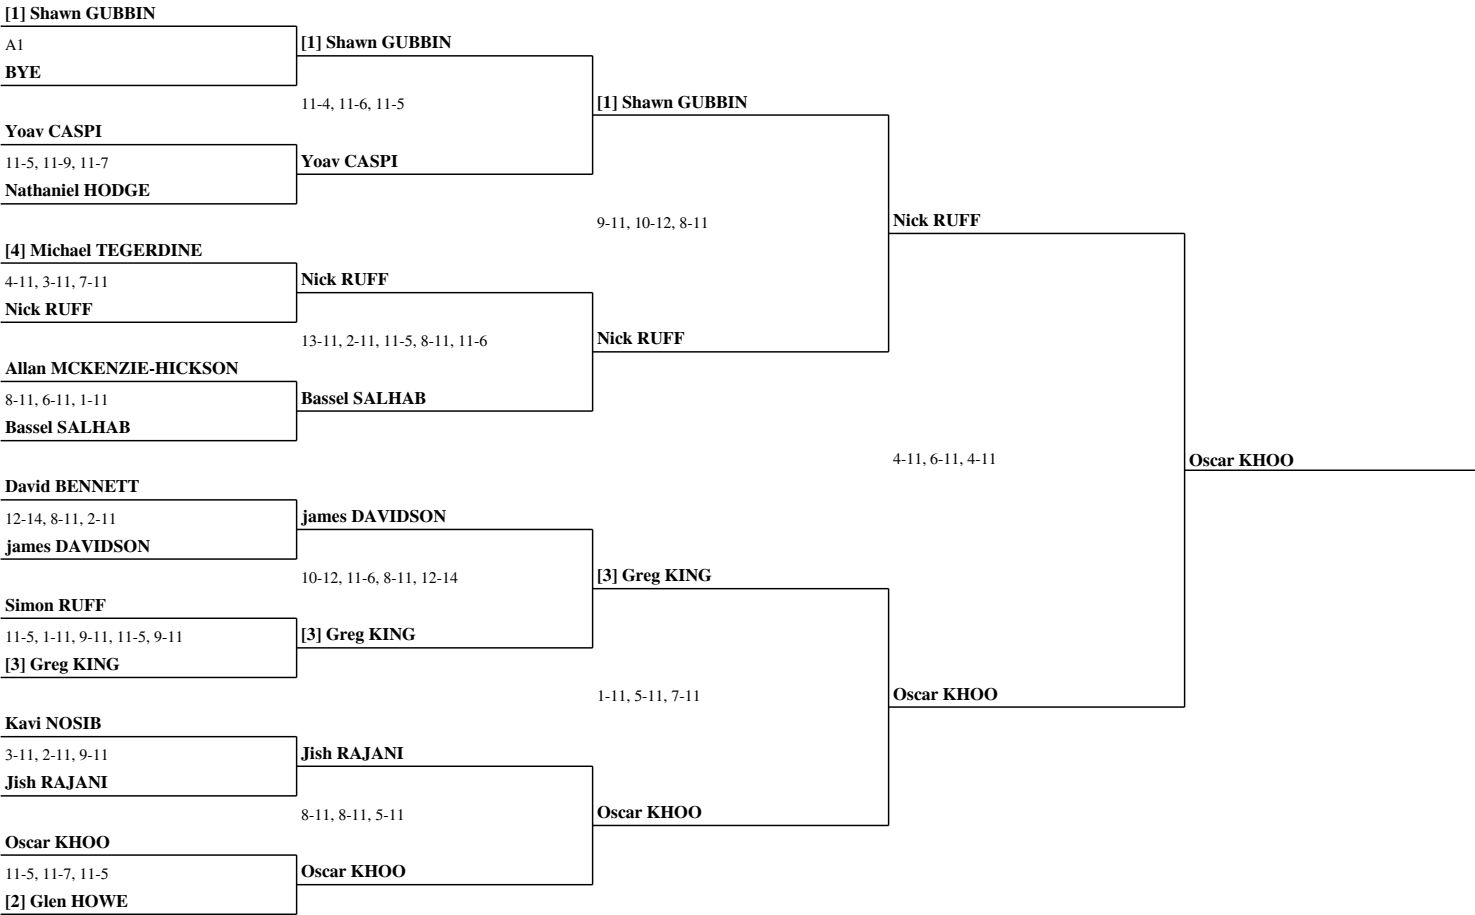 [1] Shawn GUBBIN
A1
BYE
Yoav CASPI
11-5, 11-9, 11-7
Nathaniel HODGE
[4] Michael TEGERDINE
4-11, 3-11, 7-11
Nick RUFF
Allan MCKENZIE-HICKSON
8-11, 6-11, 1-11
Bassel SALHAB
David BENNETT
12-14, 8-11, 2-11
james DAVIDSON
Simon RUFF
11-5, 1-11, 9-11, 11-5, 9-11
[3] Greg KING
Kavi NOSIB
3-11, 2-11, 9-11
Jish RAJANI
Oscar KHOO
11-5, 11-7, 11-5
[2] Glen HOWE
[1] Shawn GUBBIN
11-4, 11-6, 11-5
Yoav CASPI
Nick RUFF
13-11, 2-11, 11-5, 8-11, 11-6
Bassel SALHAB
james DAVIDSON
10-12, 11-6, 8-11, 12-14
[3] Greg KING
Jish RAJANI
8-11, 8-11, 5-11
Oscar KHOO
[1] Shawn GUBBIN
9-11, 10-12, 8-11
Nick RUFF
[3] Greg KING
1-11, 5-11, 7-11
Oscar KHOO
Nick RUFF
4-11, 6-11, 4-11
Oscar KHOO
Oscar KHOO